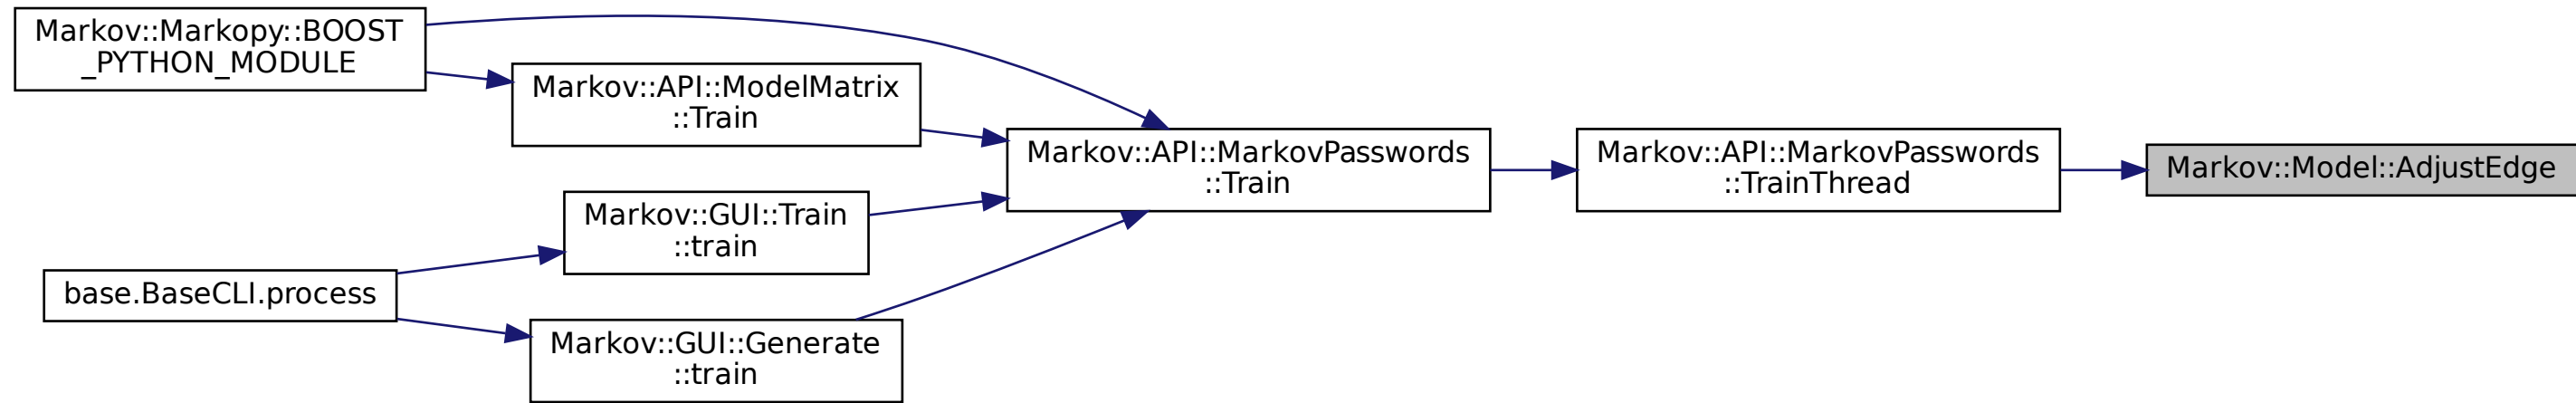 Markov::Markopy::BOOST
_PYTHON_MODULE
Markov::API::ModelMatrix
::Train
Markov::API::MarkovPasswords
::Train
Markov::API::MarkovPasswords
::TrainThread
Markov::Model::AdjustEdge
Markov::GUI::Train
::train
base.BaseCLI.process
Markov::GUI::Generate
::train